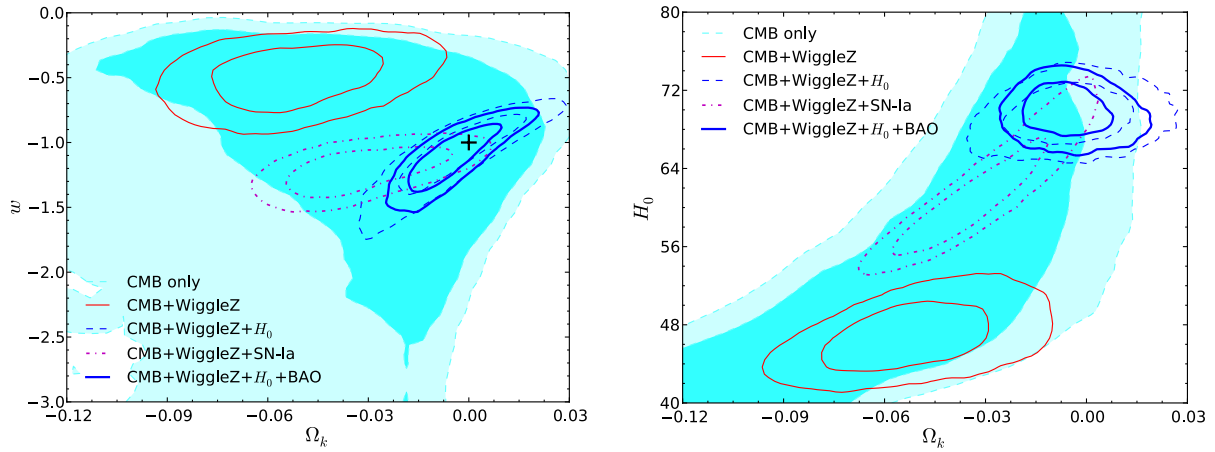 0.0
−0.5
−1.0
−1.5
−2.0
−2.5
−3.0
w
CMB only
CMB+WiggleZ
CMB+WiggleZ+H₀
CMB+WiggleZ+SN-Ia
CMB+WiggleZ+H₀+BAO
−0.12
−0.09
−0.06
−0.03
0.00
0.03
Ωₖ
80
72
64
56
48
40
H₀
CMB only
CMB+WiggleZ
CMB+WiggleZ+H₀
CMB+WiggleZ+SN-Ia
CMB+WiggleZ+H₀+BAO
−0.12
−0.09
−0.06
−0.03
0.00
0.03
Ωₖ